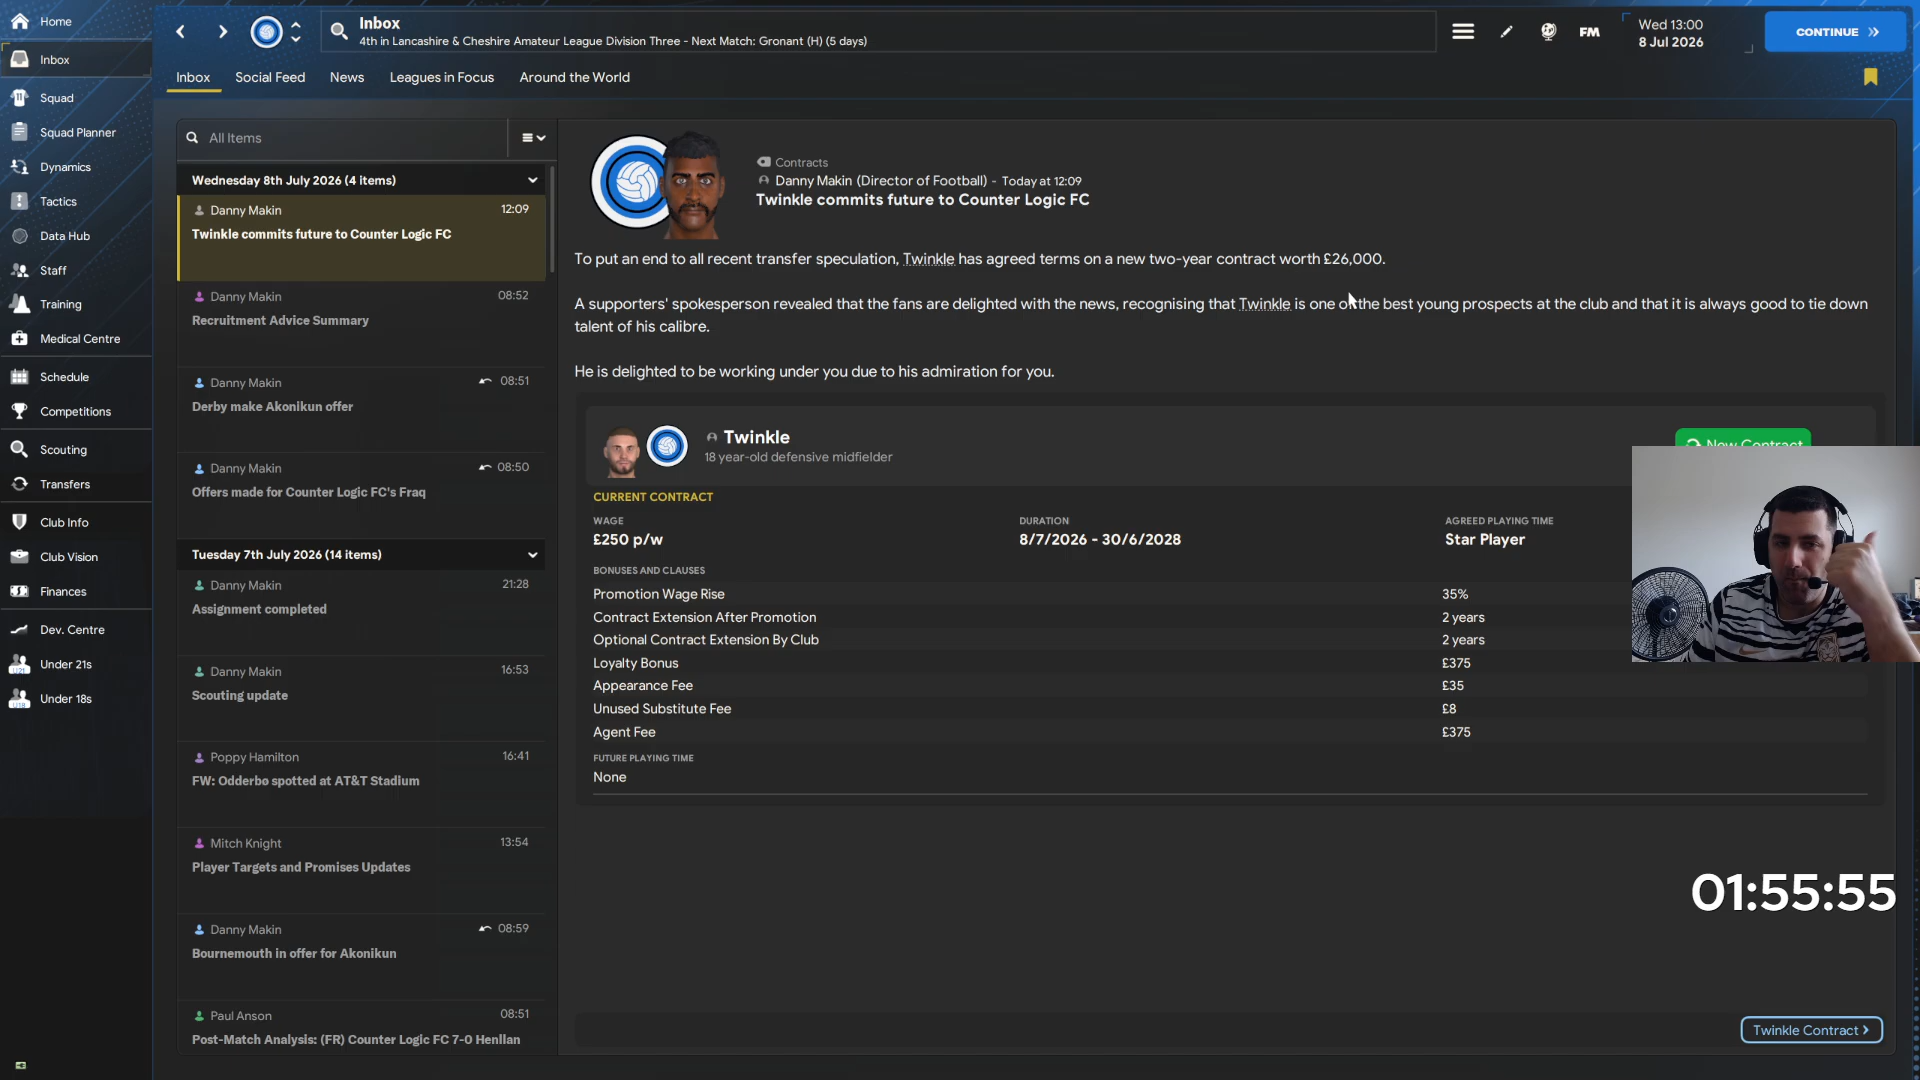 Home
Inbox
Squad
Squad Planner
Dynamics
Tactics
Data Hub
Staff
Training
Medical Centre
Schedule
Competitions
Scouting
Transfers
Club Info
Club Vision
Finances
Dev. Centre
Under 21s
Under 18s
Inbox
4th in Lancashire & Cheshire Amateur League Division Three - Next Match: Gronant (H) (5 days)
FM
Wed 13:00
8 Jul 2026
CONTINUE
Inbox Social Feed News Leagues in Focus Around the World
All Items
Wednesday 8th July 2026 (4 items)
Danny Makin 12:09
Twinkle commits future to Counter Logic FC
Danny Makin 08:52
Recruitment Advice Summary
Danny Makin 08:51
Derby make Akonikun offer
Danny Makin 08:50
Offers made for Counter Logic FC's Fraq
Tuesday 7th July 2026 (14 items)
Danny Makin 21:28
Assignment completed
Danny Makin 16:53
Scouting update
Poppy Hamilton 16:41
FW: Odderbo spotted at AT&T Stadium
Mitch Knight 13:54
Player Targets and Promises Updates
Danny Makin 08:59
Bournemouth in offer for Akonikun
Paul Anson 08:51
Post-Match Analysis: (FR) Counter Logic FC 7-0 Henllan
Contracts
Danny Makin (Director of Football) - Today at 12:09
Twinkle commits future to Counter Logic FC
To put an end to all recent transfer speculation, Twinkle has agreed terms on a new two-year contract worth £26,000.
A supporters' spokesperson revealed that the fans are delighted with the news, recognising that Twinkle is one of the best young prospects at the club and that it is always good to tie down
talent of his calibre.
He is delighted to be working under you due to his admiration for you.
Twinkle
18 year-old defensive midfielder
New Contract
CURRENT CONTRACT
WAGE DURATION AGREED PLAYING TIME
£250 p/w 8/7/2026 - 30/6/2028 Star Player
BONUSES AND CLAUSES
Promotion Wage Rise 35%
Contract Extension After Promotion 2 years
Optional Contract Extension By Club 2 years
Loyalty Bonus £375
Appearance Fee £35
Unused Substitute Fee £8
Agent Fee £375
FUTURE PLAYING TIME
None
01:55:55
Twinkle Contract